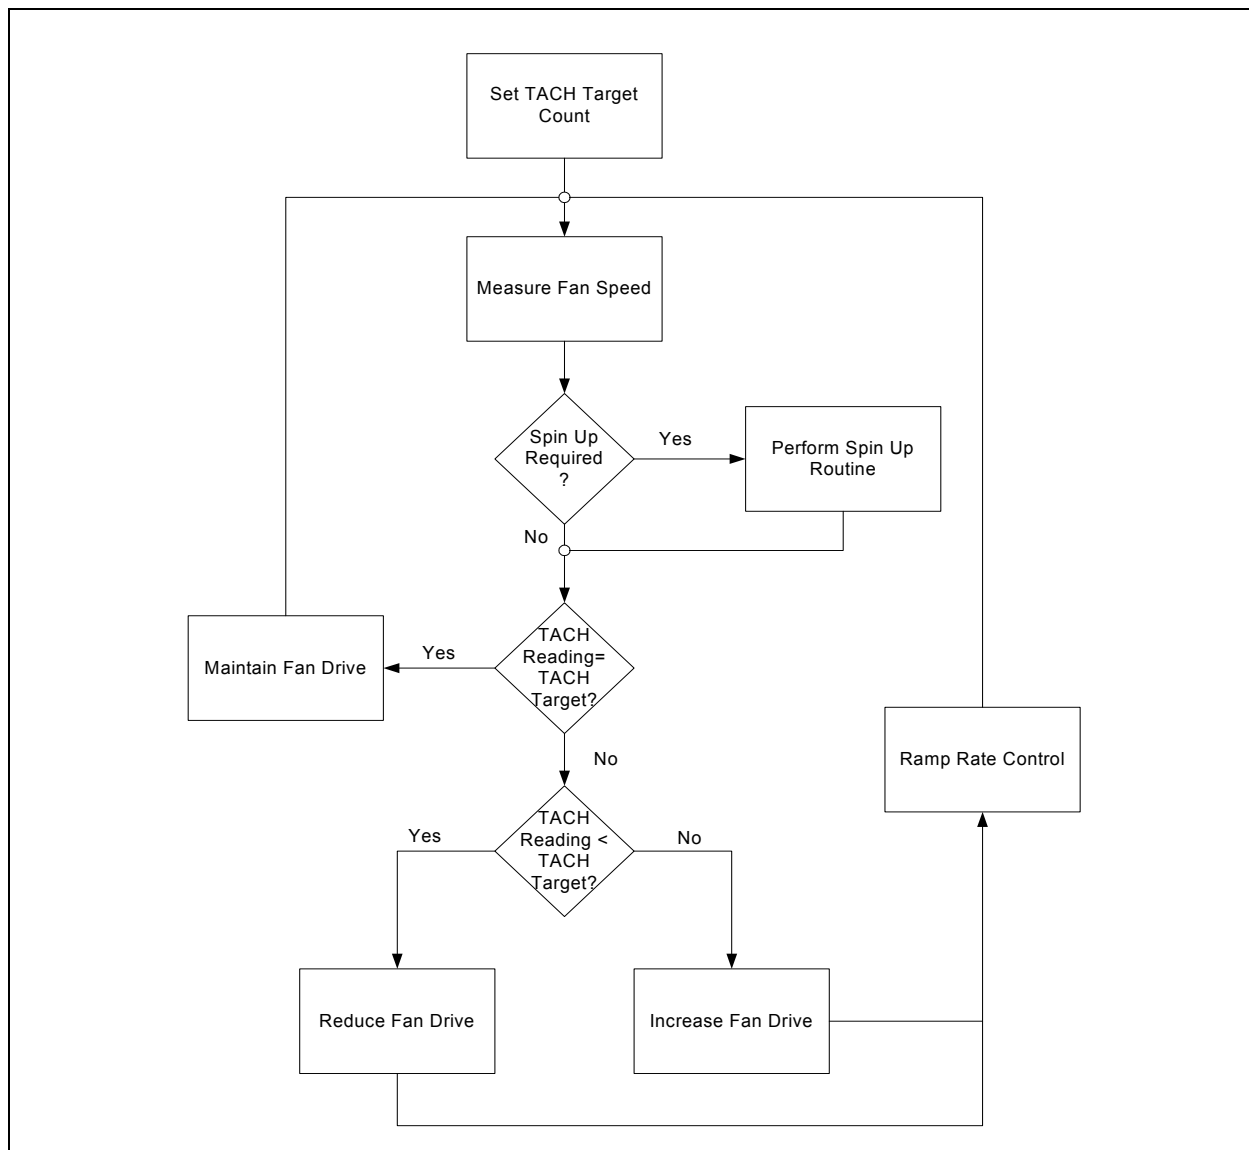 Set TACH Target
Count
Measure Fan Speed
Spin Up
Required
?
Yes
Perform Spin Up
Routine
No
TACH
Reading=
TACH
Target?
Yes
Maintain Fan Drive
No
Ramp Rate Control
TACH
Reading <
TACH
Target?
Yes
No
Reduce Fan Drive
Increase Fan Drive